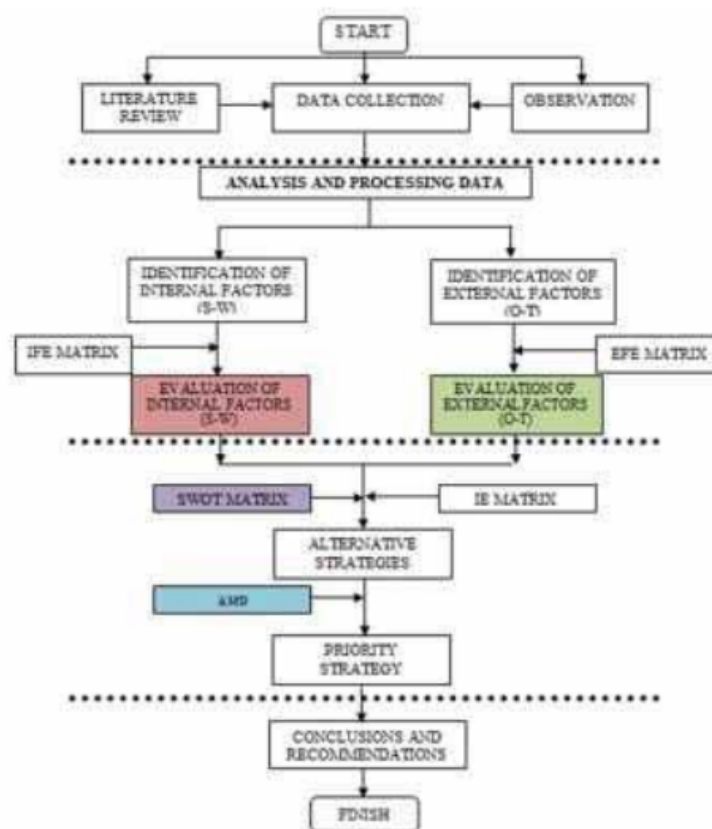 START
LITERATURE
REVIEW
DATA COLLECTION
OBSERVATION
ANALYSIS AND PROCESSING DATA
IDENTIFICATION OF
INTERNAL FACTORS
(S-W)
IDENTIFICATION OF
EXTERNAL FACTORS
(O-T)
IFE MATRIX
EFE MATRIX
EVALUATION OF
INTERNAL FACTORS
(S-W)
EVALUATION OF
EXTERNALFACTORS
(O-T)
SWOT MATRIX
IE MATRIX
ALTERNATIVE
STRATEGIES
PRIORITY
STRATEGY
CONCLUSIONS AND
RECOMMENDATIONS
FINISH